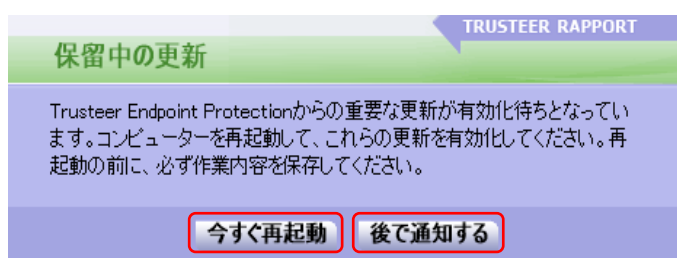 TRUSTEER RAPPORT
保留中の更新
Trusteer Endpoint Protectionからの重要な更新が有効化待ちとなってい
ます。コンピューターを再起動して、これらの更新を有効化してください。再
起動の前に、必ず作業内容を保存してください。
今すぐ再起動 後で通知する